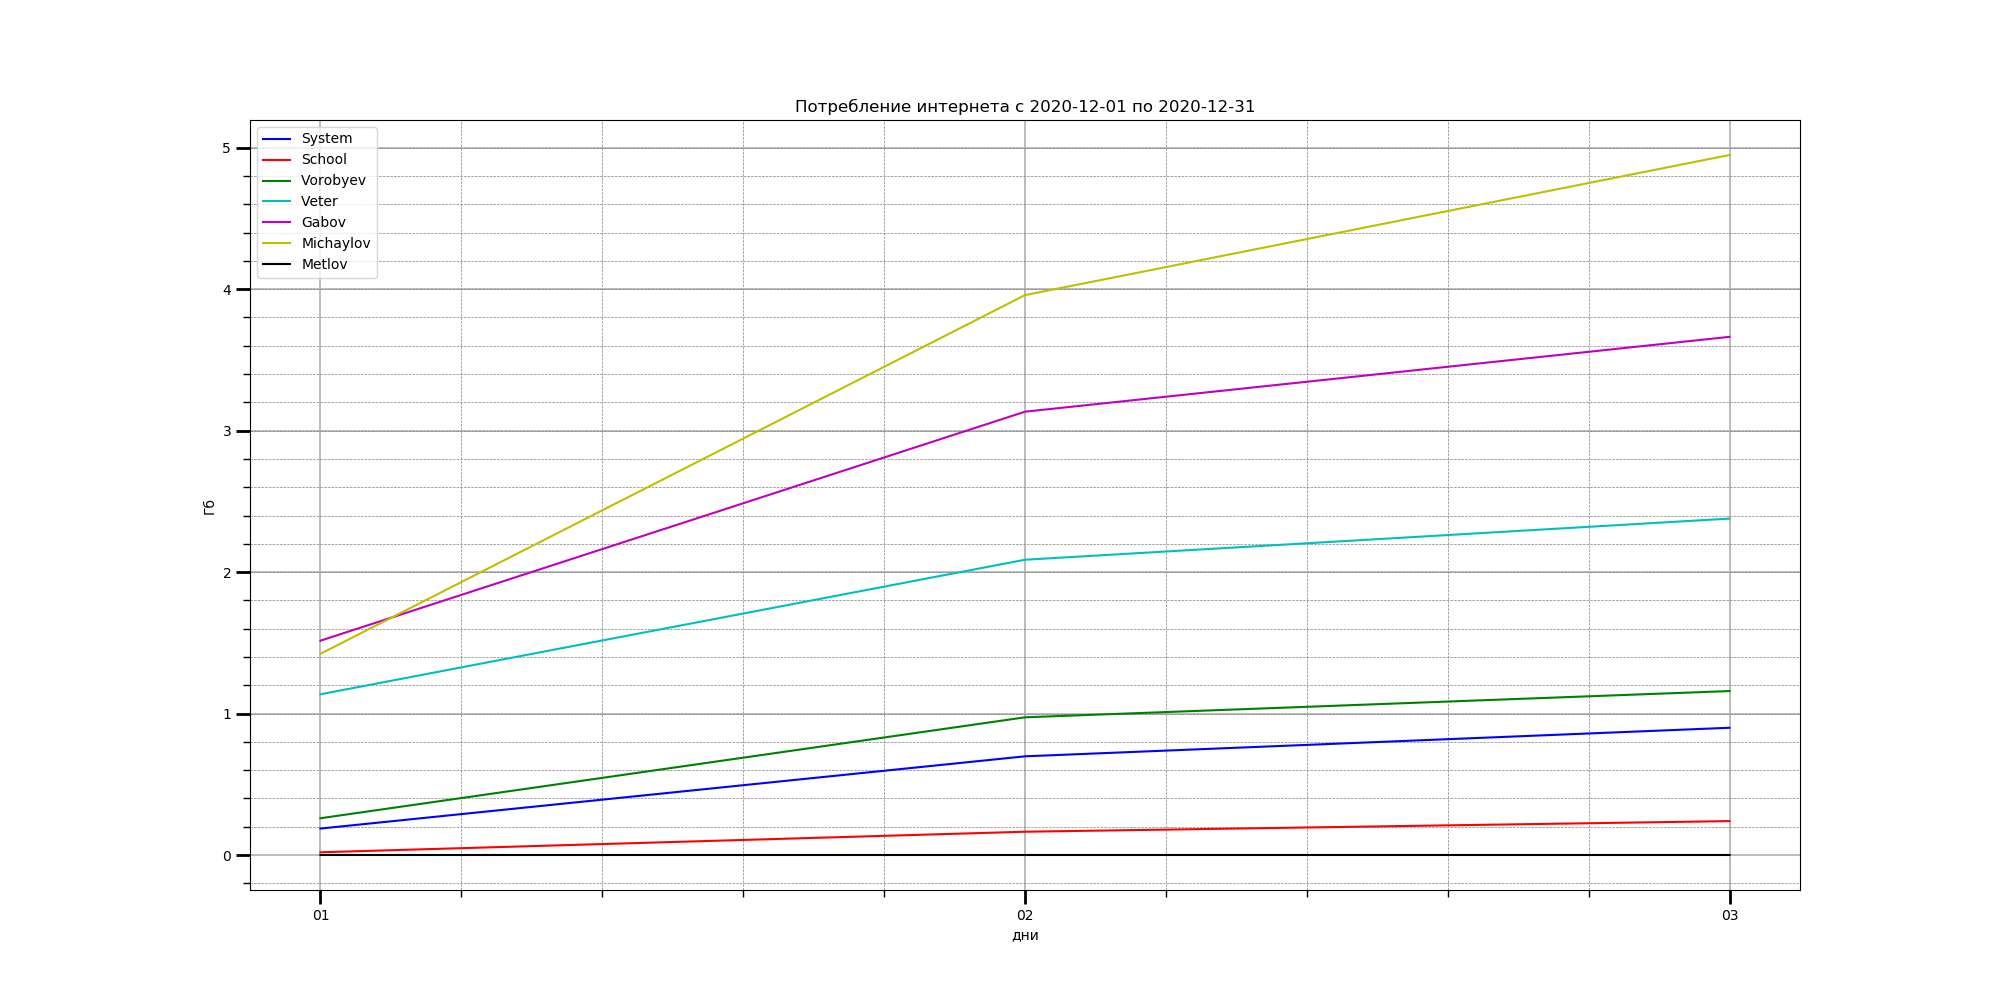 Потребление интернета с 2020-12-01 по 2020-12-31
System
School
Vorobyev
Veter
Gabov
Michaylov
Metlov
5
4
3
2
1
0
Гб
01
02
03
дни